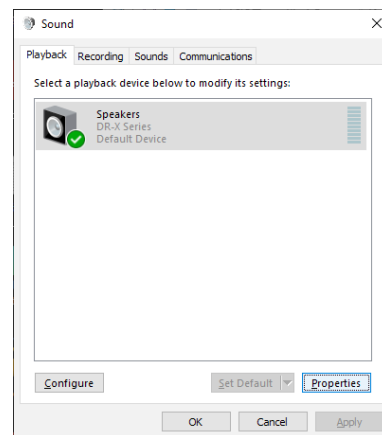 Sound
Playback Recording Sounds Communications
Select a playback device below to modify its settings:
Speakers
DR-X Series
Default Device
Configure Set Default Properties
OK Cancel Apply